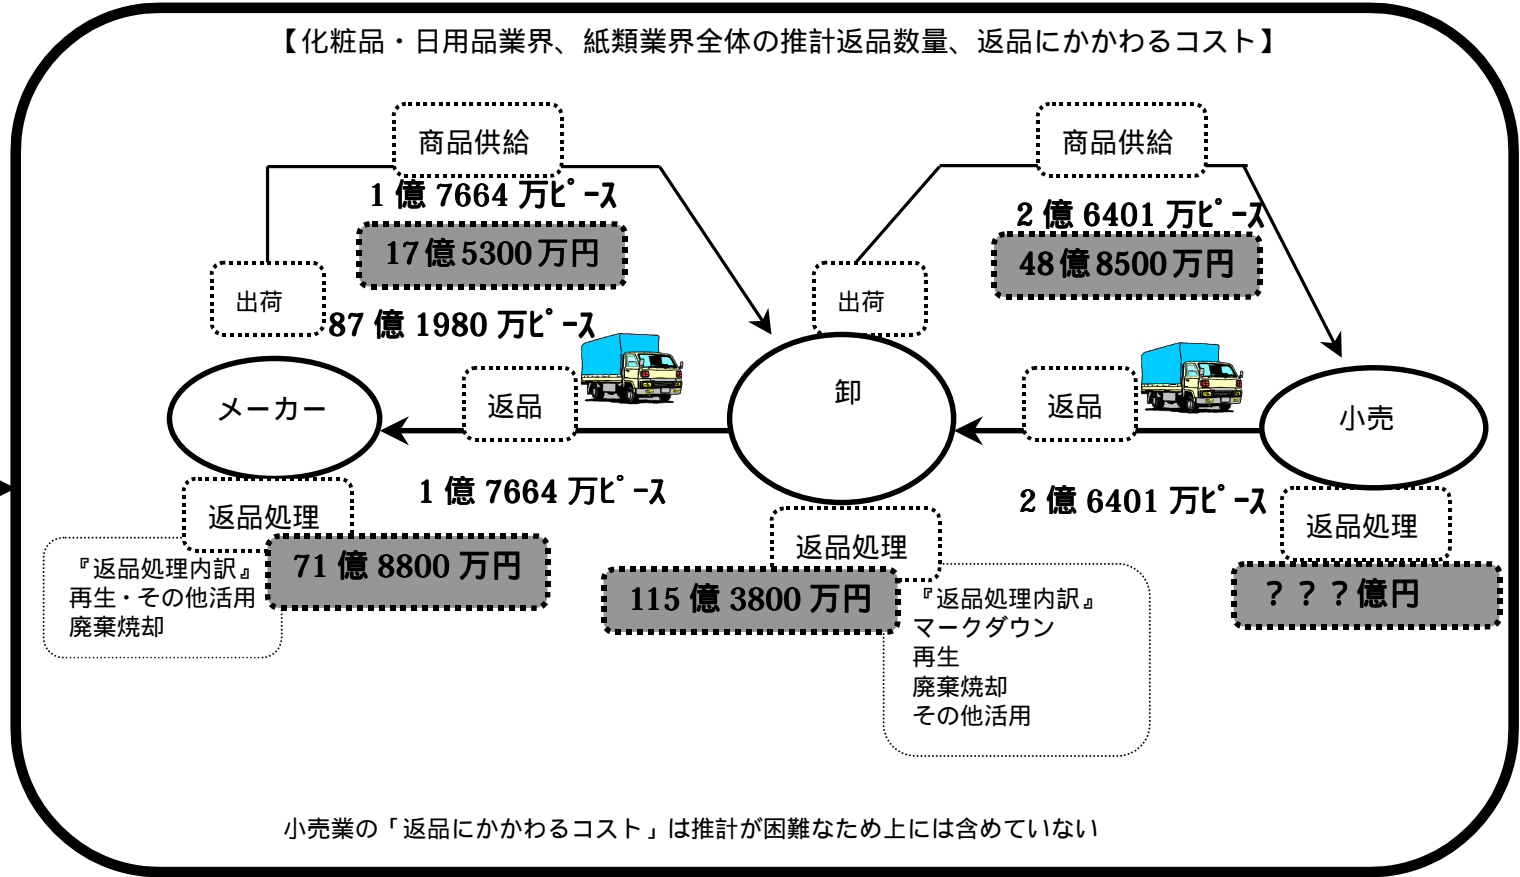 【化粧品・日用品業界、紙類業界全体の推計返品数量、返品にかかわるコスト】
商品供給
1億7664万ﾋﾟｰｽ
17億5300万円
出荷
87億1980万ﾋﾟｰｽ
メーカー
返品
1億7664万ﾋﾟｰｽ
返品処理
71億8800万円
『返品処理内訳』
再生・その他活用
廃棄焼却
商品供給
2億6401万ﾋﾟｰｽ
48億8500万円
出荷
卸
返品
2億6401万ﾋﾟｰｽ
返品処理
115億3800万円
『返品処理内訳』
マークダウン
再生
廃棄焼却
その他活用
小売
返品処理
？？？億円
小売業の「返品にかかわるコスト」は推計が困難なため上には含めていない